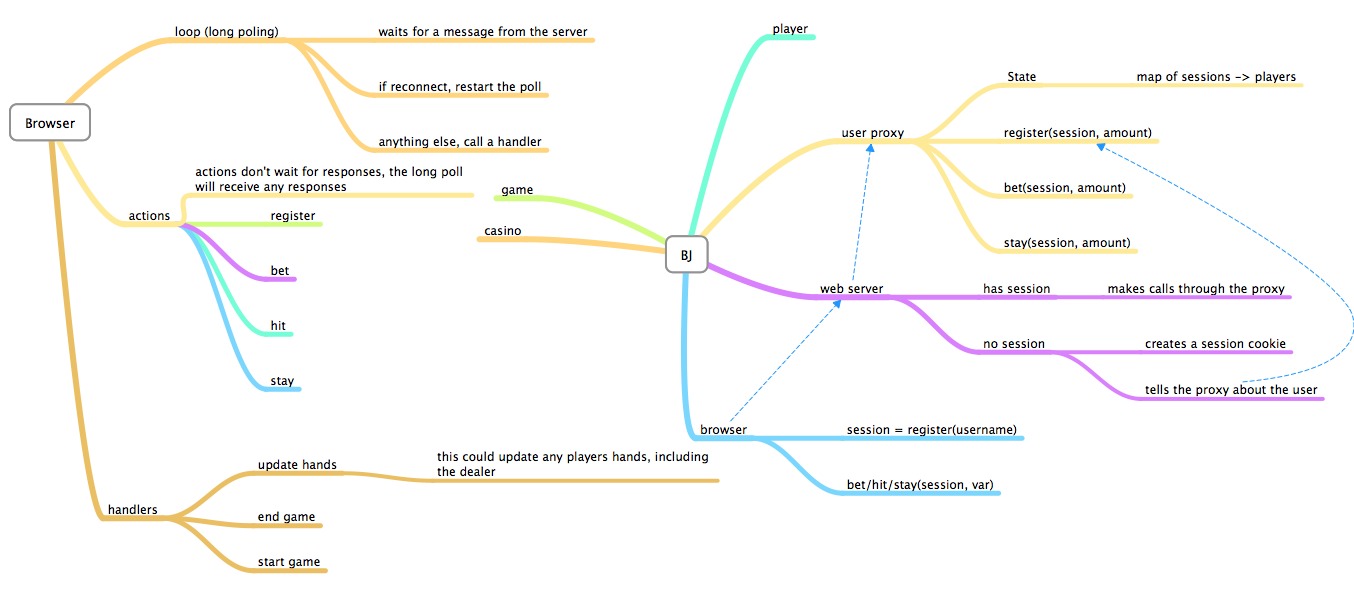 Browser
loop (long poling)
waits for a message from the server
if reconnect, restart the poll
anything else, call a handler
actions
actions don't wait for responses, the long poll
will receive any responses
register
bet
hit
stay
handlers
update hands
this could update any players hands, including
the dealer
end game
start game
BJ
player
game
casino
user proxy
State
map of sessions -> players
register(session, amount)
bet(session, amount)
stay(session, amount)
web server
has session
makes calls through the proxy
no session
creates a session cookie
tells the proxy about the user
browser
session = register(username)
bet/hit/stay(session, var)